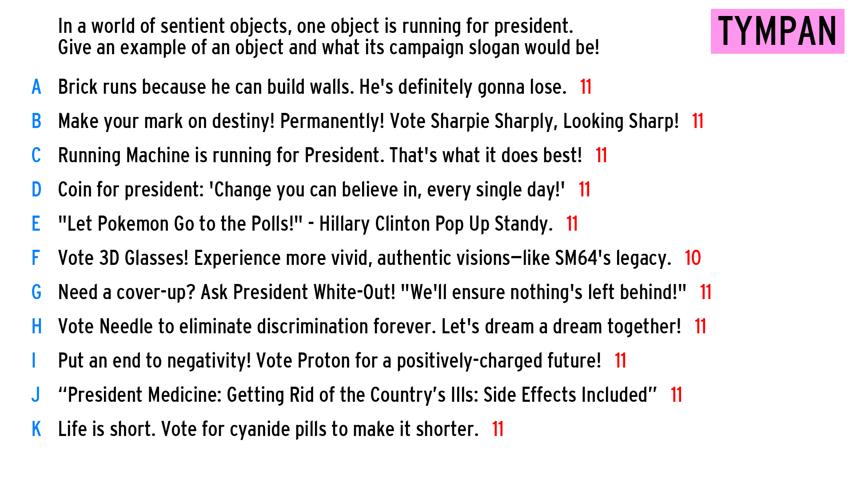 In a world of sentient objects, one object is running for president.
Give an example of an object and what its campaign slogan would be!
TYMPAN
A Brick runs because he can build walls. He's definitely gonna lose. 11
B Make your mark on destiny! Permanently! Vote Sharpie Sharply, Looking Sharp! 11
C Running Machine is running for President. That's what it does best! 11
D Coin for president: 'Change you can believe in, every single day!' 11
E "Let Pokemon Go to the Polls!" - Hillary Clinton Pop Up Standy. 11
F Vote 3D Glasses! Experience more vivid, authentic visions—like SM64's legacy. 10
G Need a cover-up? Ask President White-Out! "We'll ensure nothing's left behind!" 11
H Vote Needle to eliminate discrimination forever. Let's dream a dream together! 11
I Put an end to negativity! Vote Proton for a positively-charged future! 11
J “President Medicine: Getting Rid of the Country’s Ills: Side Effects Included” 11
K Life is short. Vote for cyanide pills to make it shorter. 11